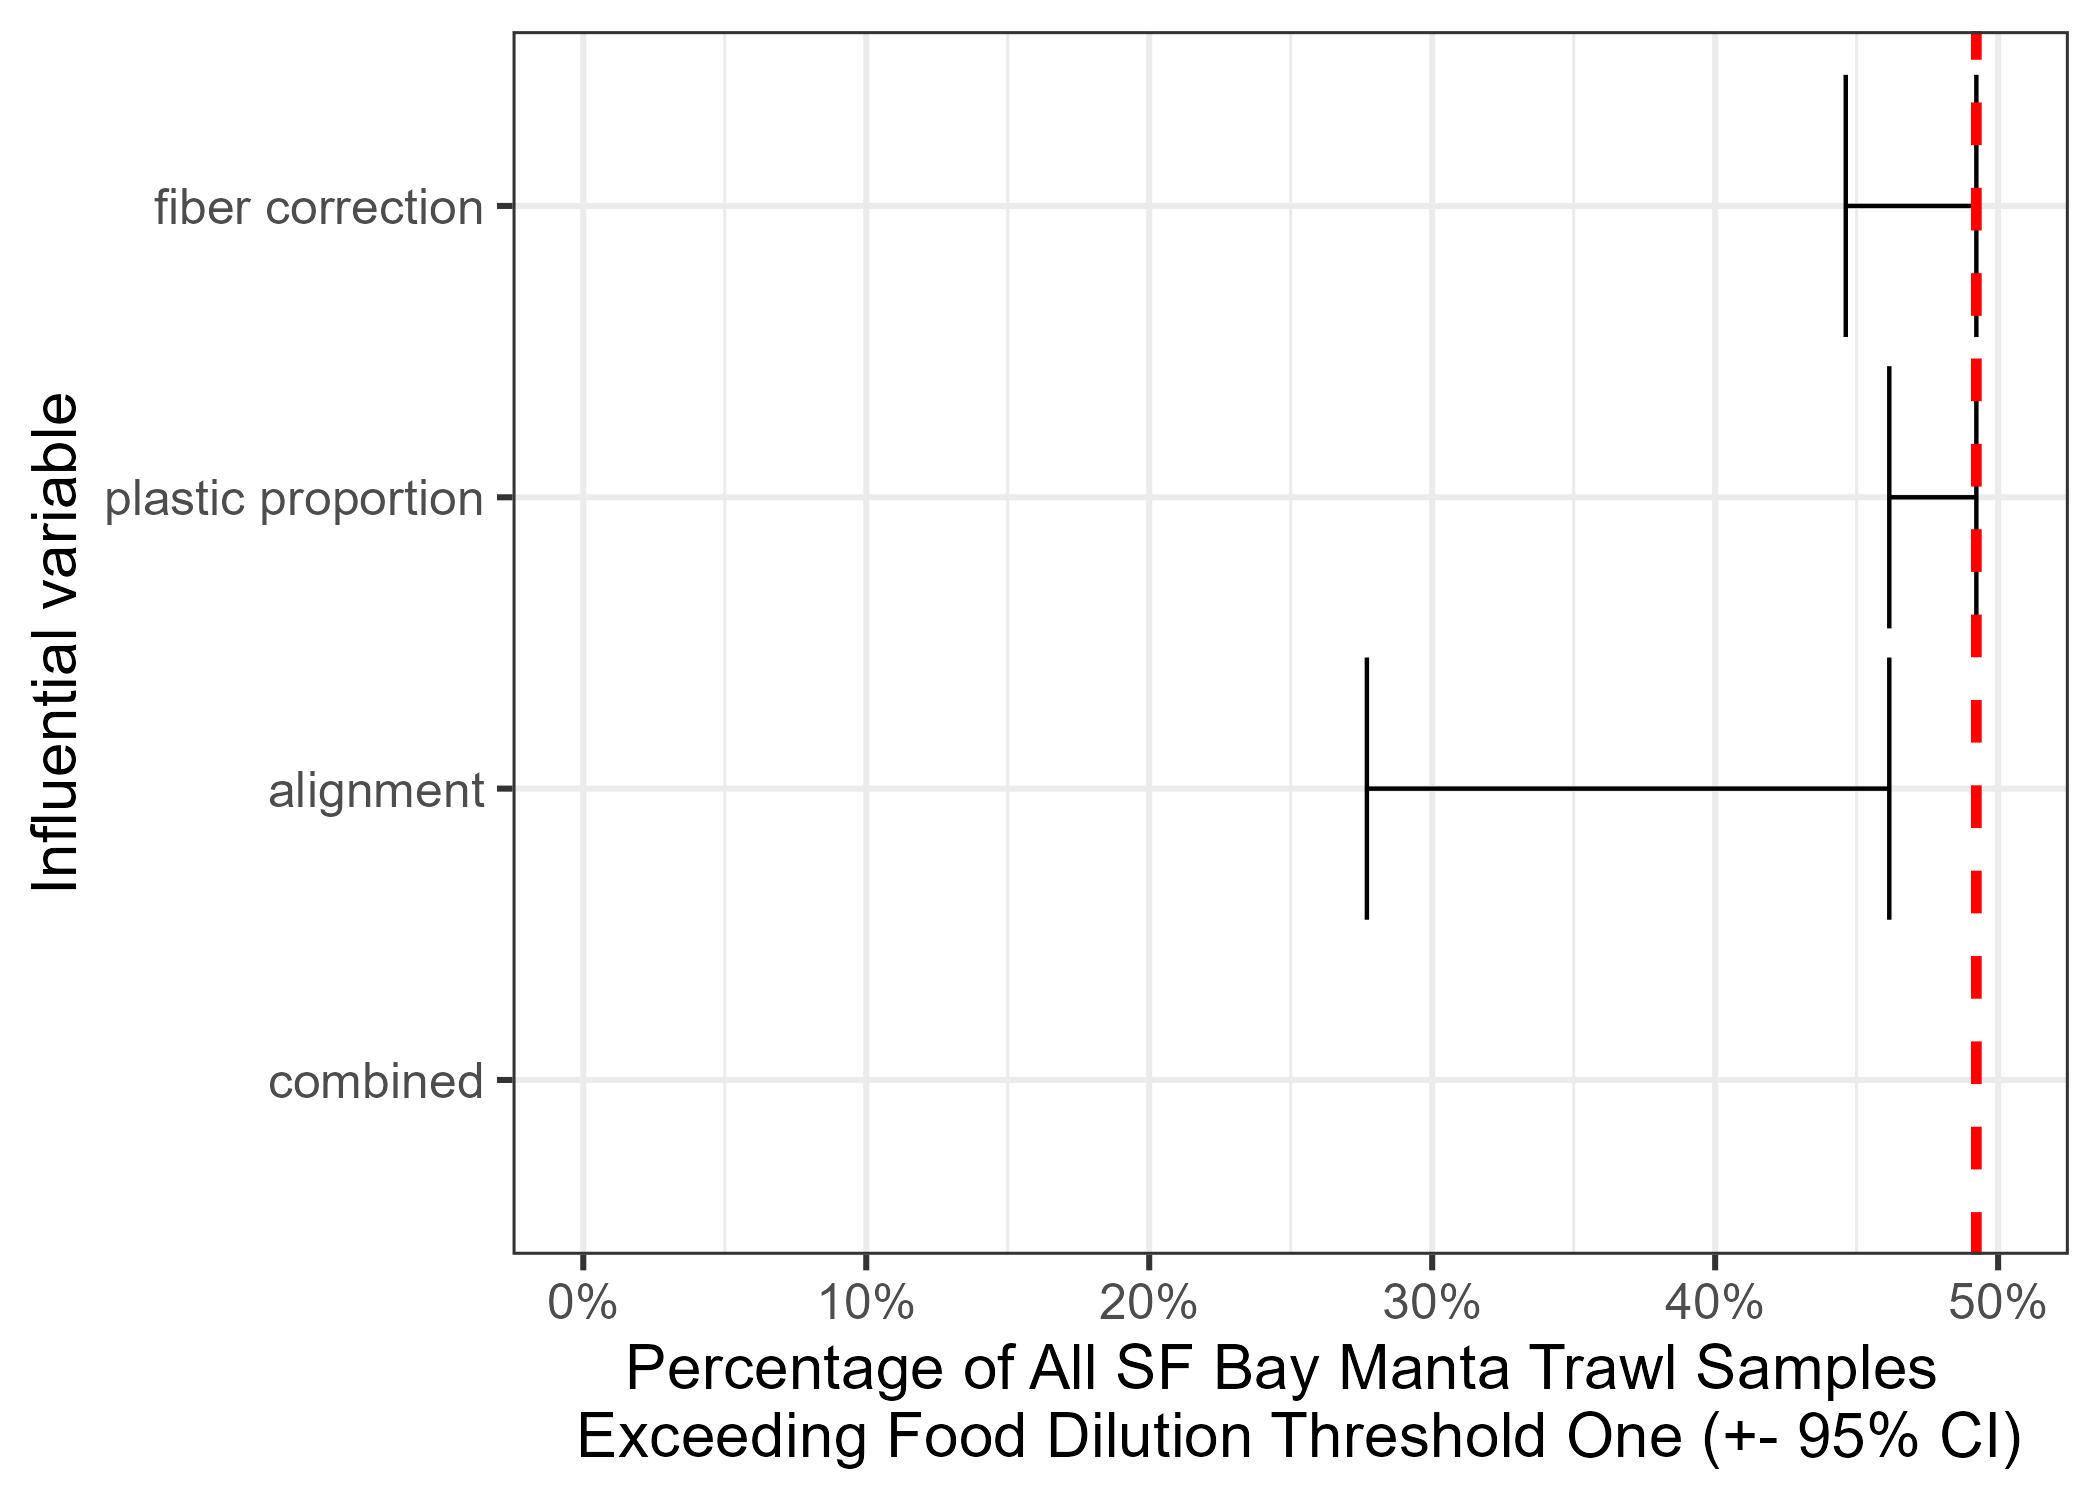 Influential variable
fiber correction
plastic proportion
alignment
combined
0% 10% 20% 30% 40% 50%
Percentage of All SF Bay Manta Trawl Samples
Exceeding Food Dilution Threshold One (+- 95% CI)